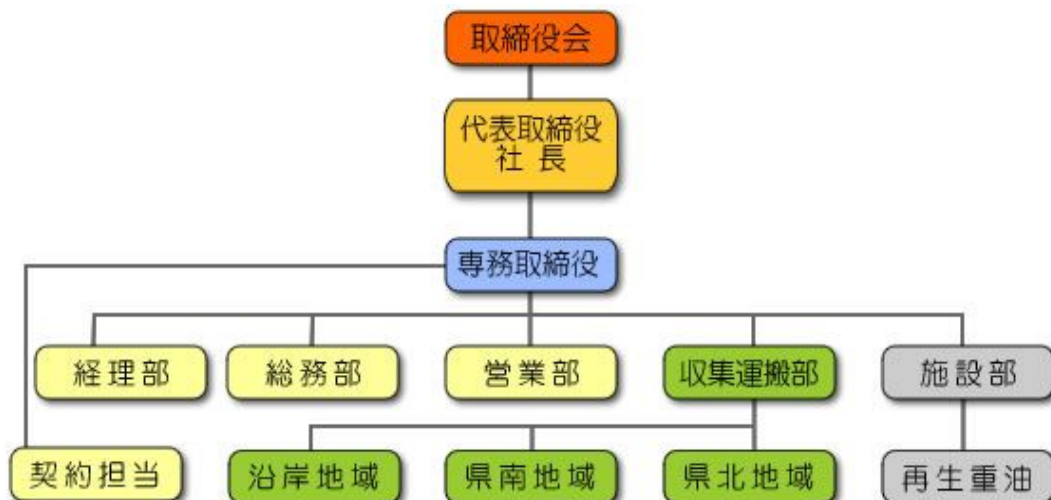 取締役会
代表取締役
社長
専務取締役
経理部
総務部
営業部
収集運搬部
施設部
契約担当
沿岸地域
県南地域
県北地域
再生重油